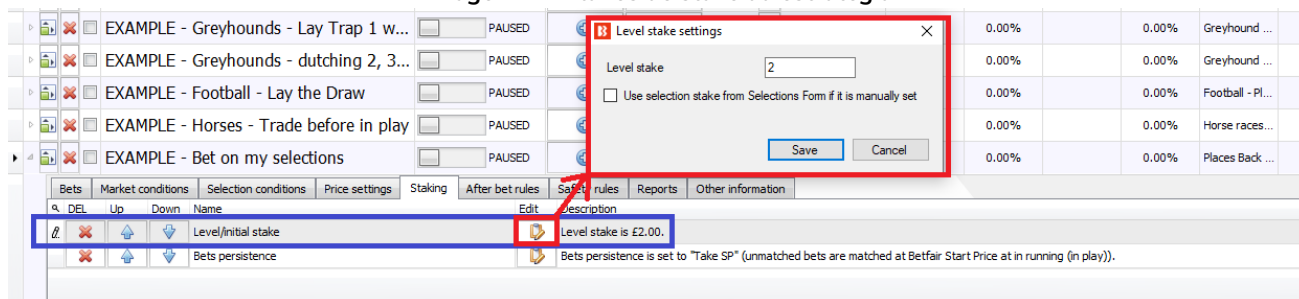 EXAMPLE - Greyhounds - Lay Trap 1 w... PAUSED 0.00% 0.00% Greyhound ...
Level stake settings
EXAMPLE - Greyhounds - dutching 2, 3... PAUSED 0.00% 0.00% Greyhound ...
Level stake 2
EXAMPLE - Football - Lay the Draw PAUSED 0.00% 0.00% Football - Pl...
Use selection stake from Selections Form if it is manually set
EXAMPLE - Horses - Trade before in play PAUSED 0.00% 0.00% Horse races...
Save Cancel
EXAMPLE - Bet on my selections PAUSED 0.00% 0.00% Places Back ...
Bets Market conditions Selection conditions Price settings Staking After bet rules Safety rules Reports Other information
DEL Up Down Name Edit Description
Level/initial stake Level stake is £2.00.
Bets persistence Bets persistence is set to "Take SP" (unmatched bets are matched at Betfair Start Price at in running (in play)).